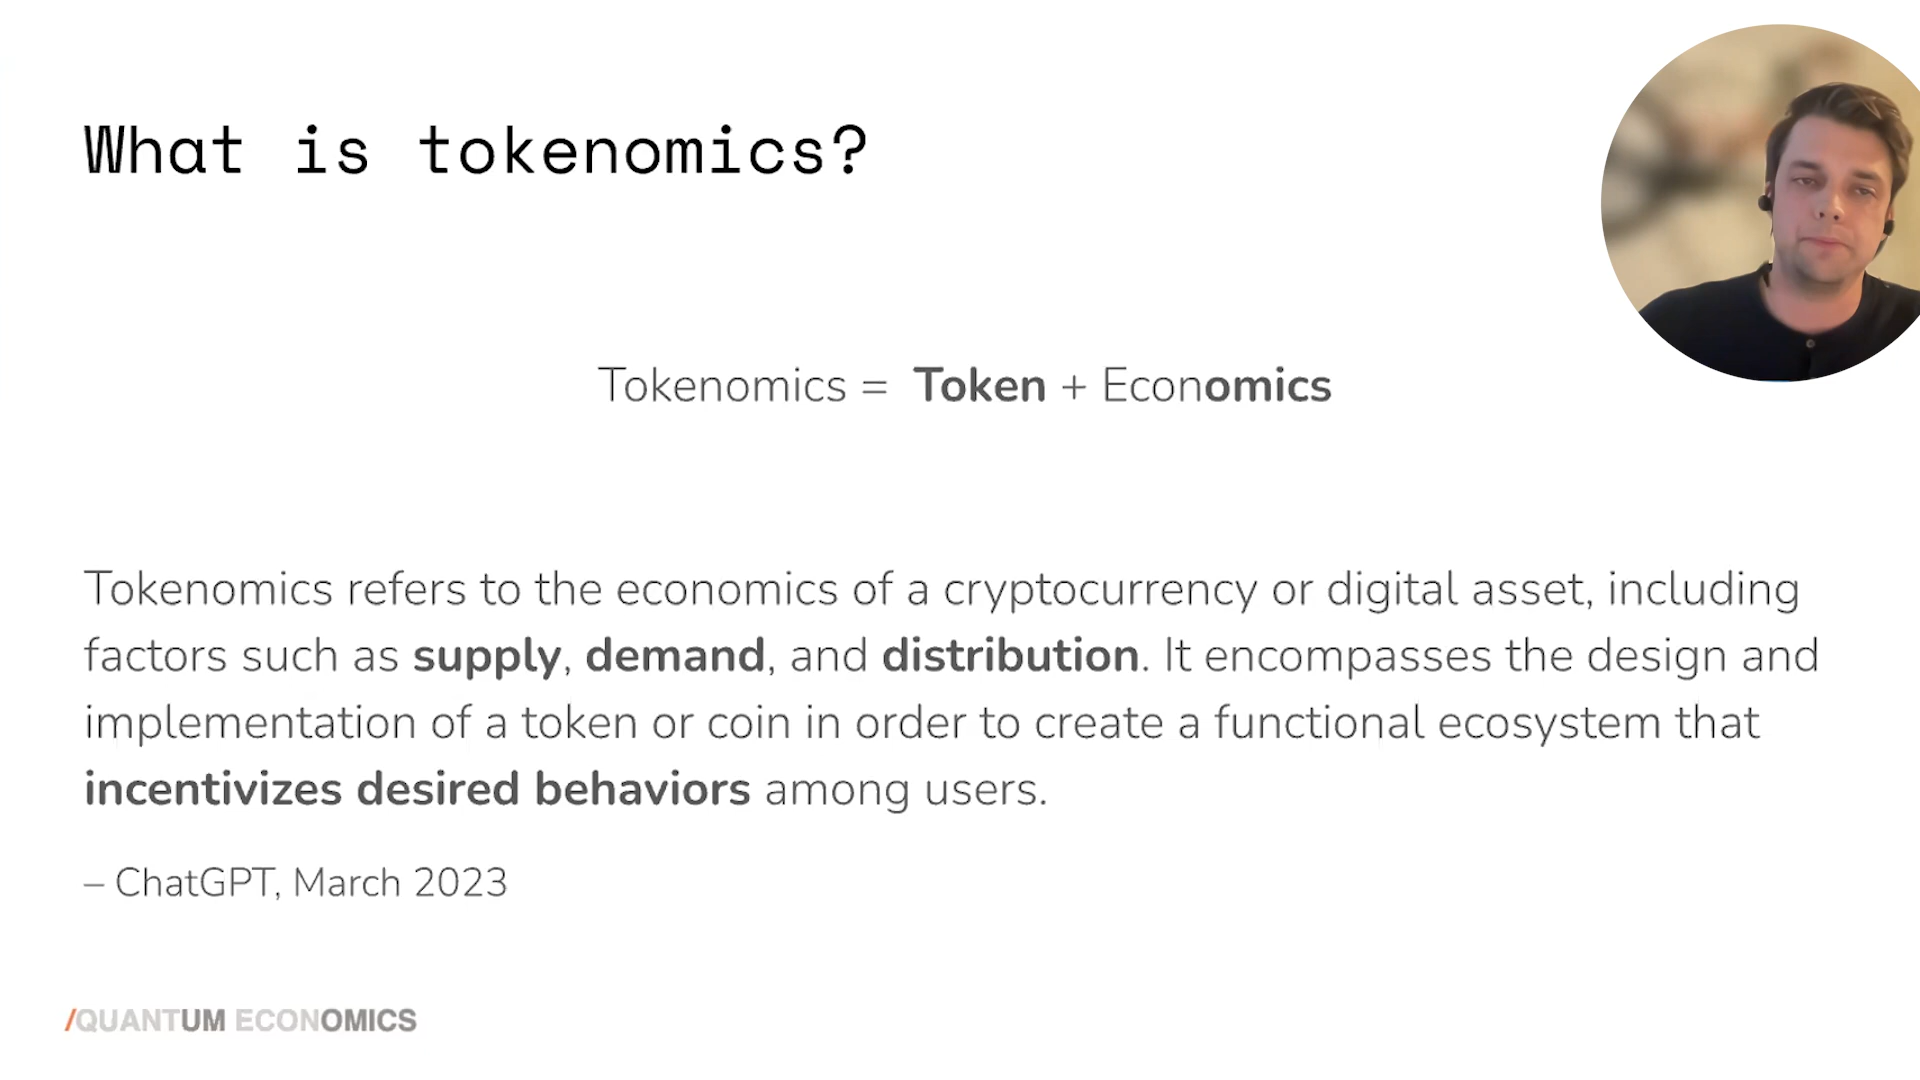 What is tokenomics?
Tokenomics = Token + Economics
Tokenomics refers to the economics of a cryptocurrency or digital asset, including
factors such as supply, demand, and distribution. It encompasses the design and
implementation of a token or coin in order to create a functional ecosystem that
incentivizes desired behaviors among users.
– ChatGPT, March 2023
/QUANTUM ECONOMICS